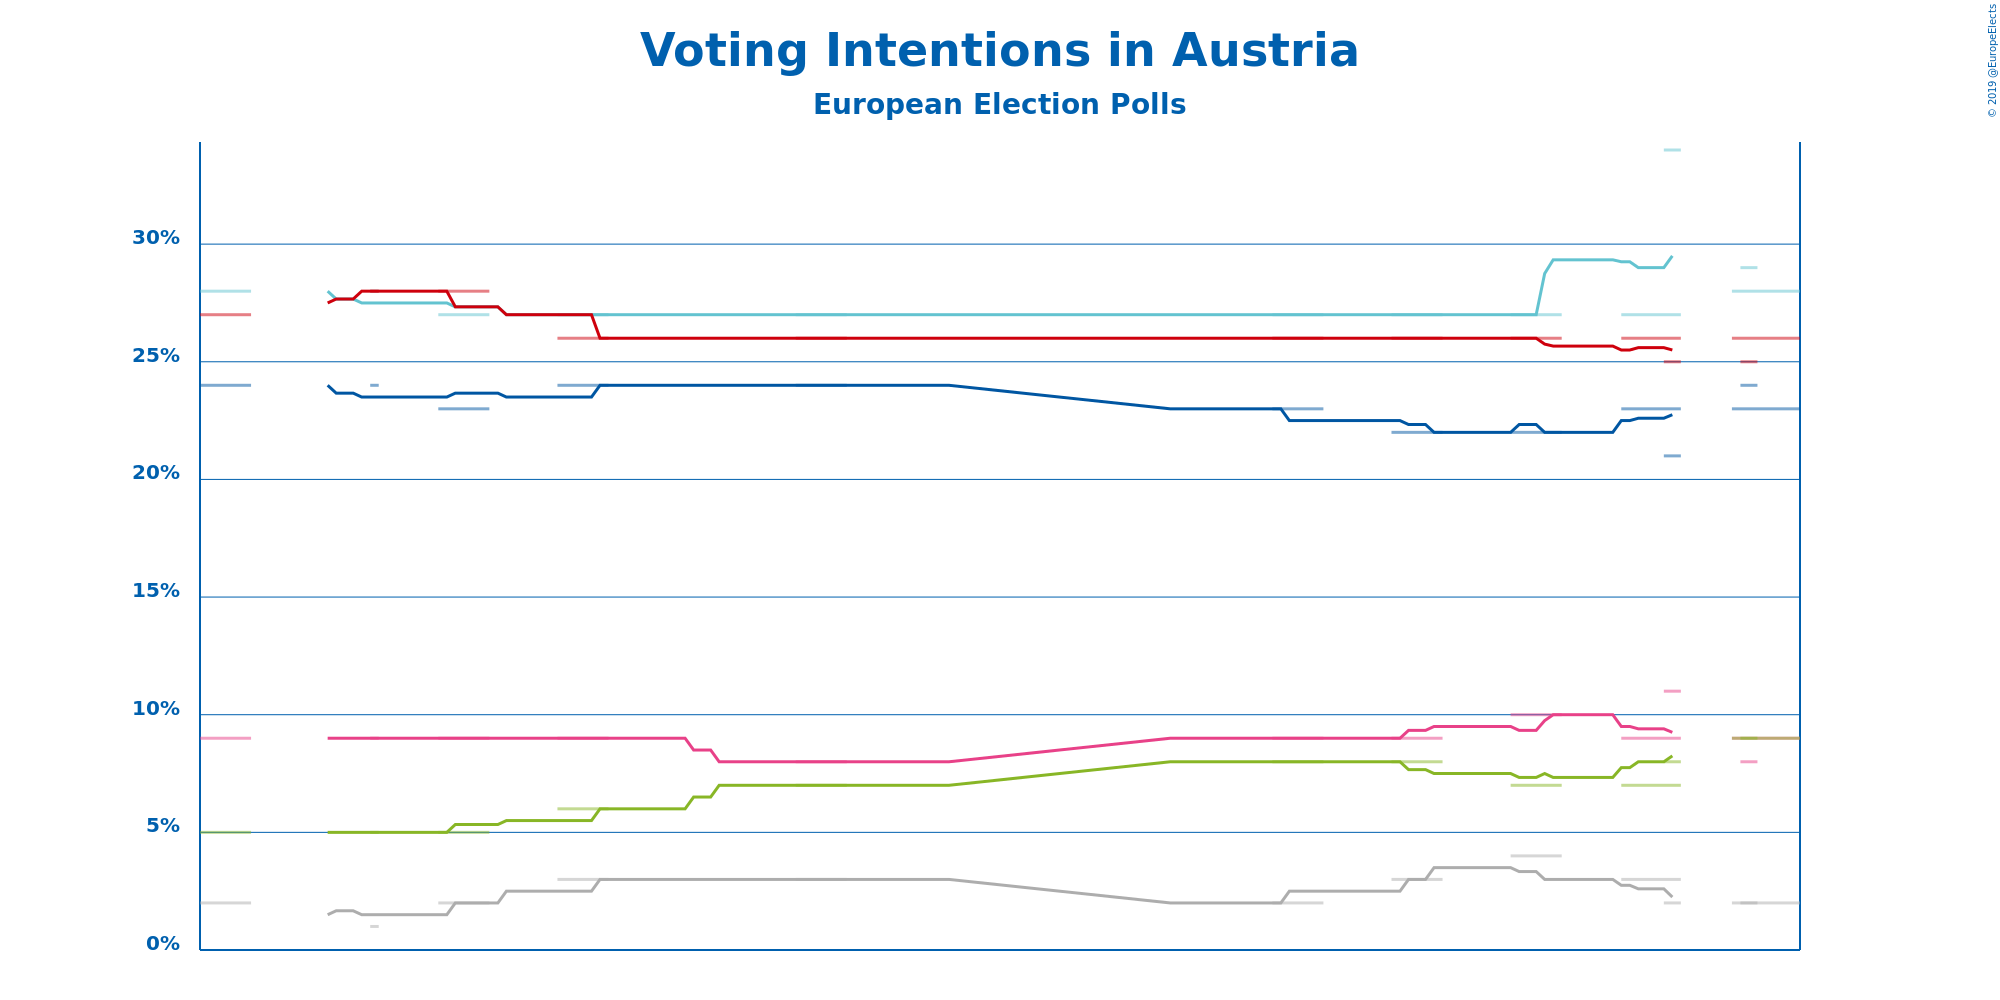 Voting Intentions in Austria
European Election Polls
© 2019 @EuropeElects
30%
25%
20%
15%
10%
5%
0%